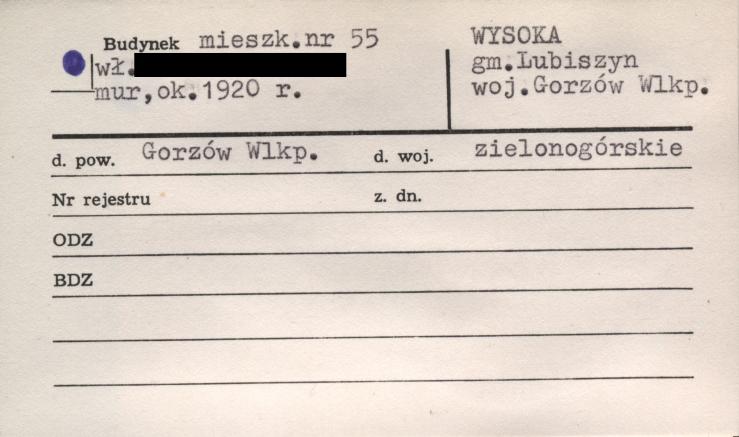 Budynek mieszk.nr 55
wł.
mur,ok.1920 r.
WYSOKA
gm.Lubiszyn
woj.Gorzów Wlkp.
d. pow. Gorzów Wlkp. d. woj. zielonogórskie
Nr rejestru z. dn.
ODZ
BDZ